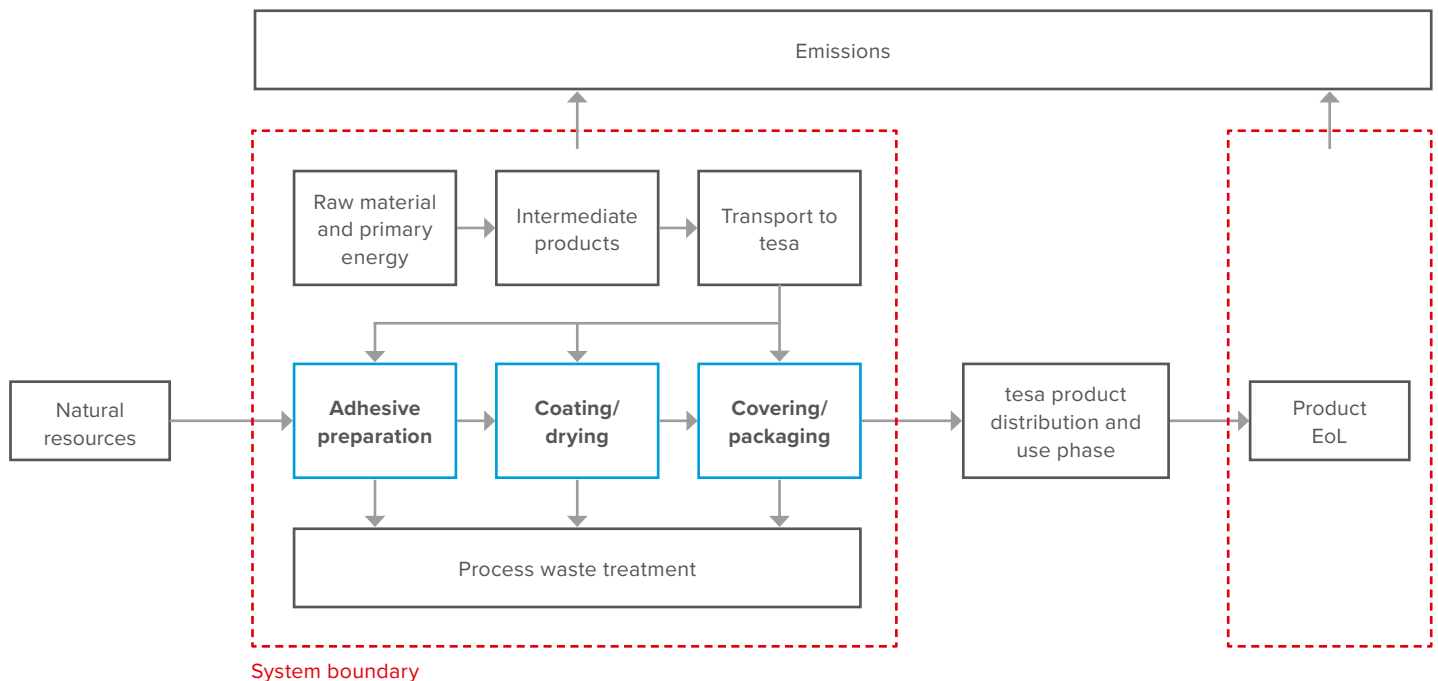 Emissions
Raw material
and primary
energy
Intermediate
products
Transport to
tesa
Natural
resources
Adhesive
preparation
Coating/
drying
Covering/
packaging
tesa product
distribution and
use phase
Product
EoL
Process waste treatment
System boundary